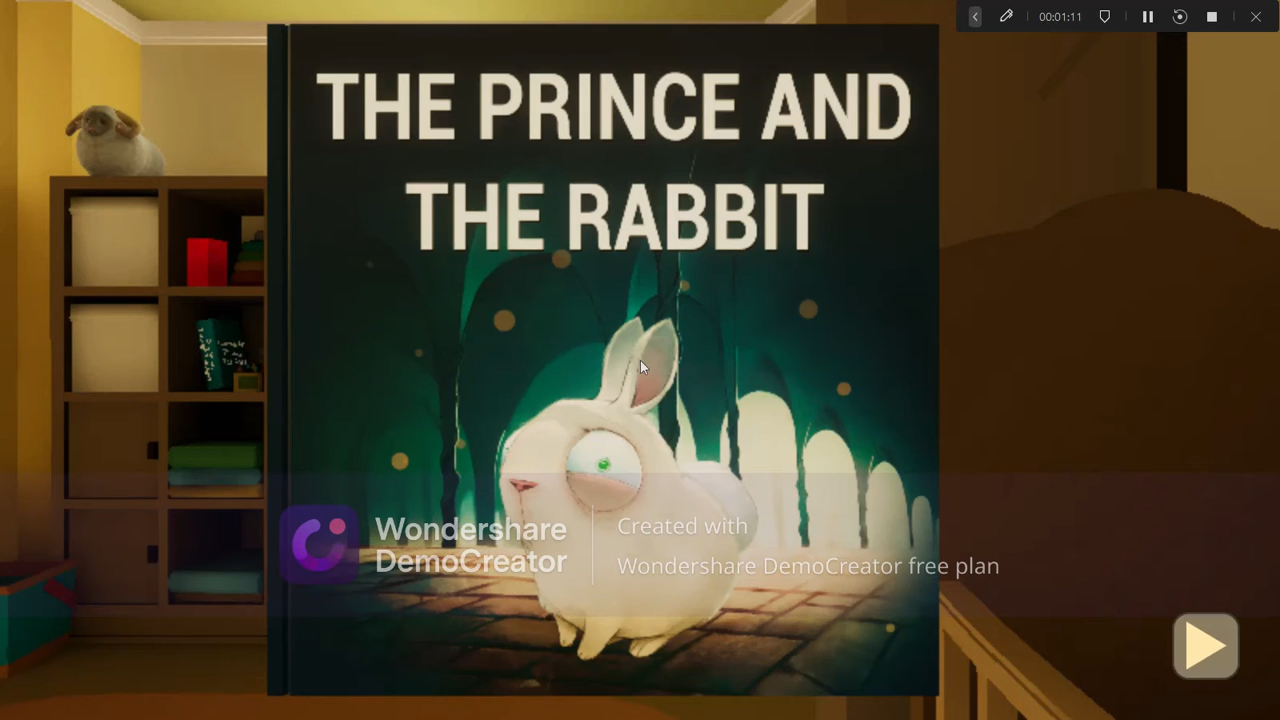 00:01:11
THE PRINCE AND
THE RABBIT
Wondershare
DemoCreator
Created with
Wondershare DemoCreator free plan